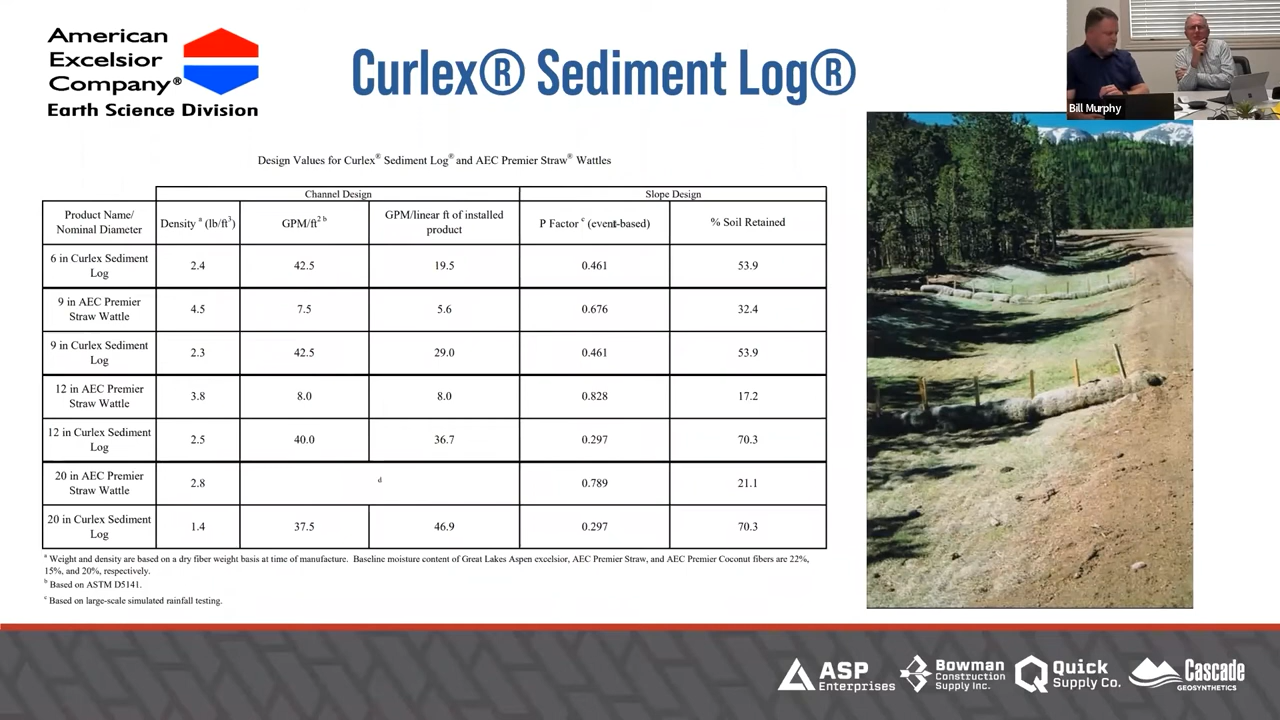 American
Excelsior
Company®
Earth Science Division
Curlex® Sediment Log®
Bill Murphy
Design Values for Curlex® Sediment Log® and AEC Premier Straw® Wattles
Channel Design
Slope Design
Product Name/
Nominal Diameter
Density ᵃ (lb/ft³)
GPM/ft² ᵇ
GPM/linear ft of installed
product
P Factor ᶜ (event-based)
% Soil Retained
6 in Curlex Sediment
Log
2.4
42.5
19.5
0.461
53.9
9 in AEC Premier
Straw Wattle
4.5
7.5
5.6
0.676
32.4
9 in Curlex Sediment
Log
2.3
42.5
29.0
0.461
53.9
12 in AEC Premier
Straw Wattle
3.8
8.0
8.0
0.828
17.2
12 in Curlex Sediment
Log
2.5
40.0
36.7
0.297
70.3
20 in AEC Premier
Straw Wattle
2.8
d
0.789
21.1
20 in Curlex Sediment
Log
1.4
37.5
46.9
0.297
70.3
ᵃ Weight and density are based on a dry fiber weight basis at time of manufacture. Baseline moisture content of Great Lakes Aspen excelsior, AEC Premier Straw, and AEC Premier Coconut fibers are 22%,
15%, and 20%, respectively.
ᵇ Based on ASTM D5141.
ᶜ Based on large-scale simulated rainfall testing.
ASP
Enterprises
Bowman
Construction
Supply Inc.
Quick
Supply Co.
Cascade
GEOSYNTHETICS